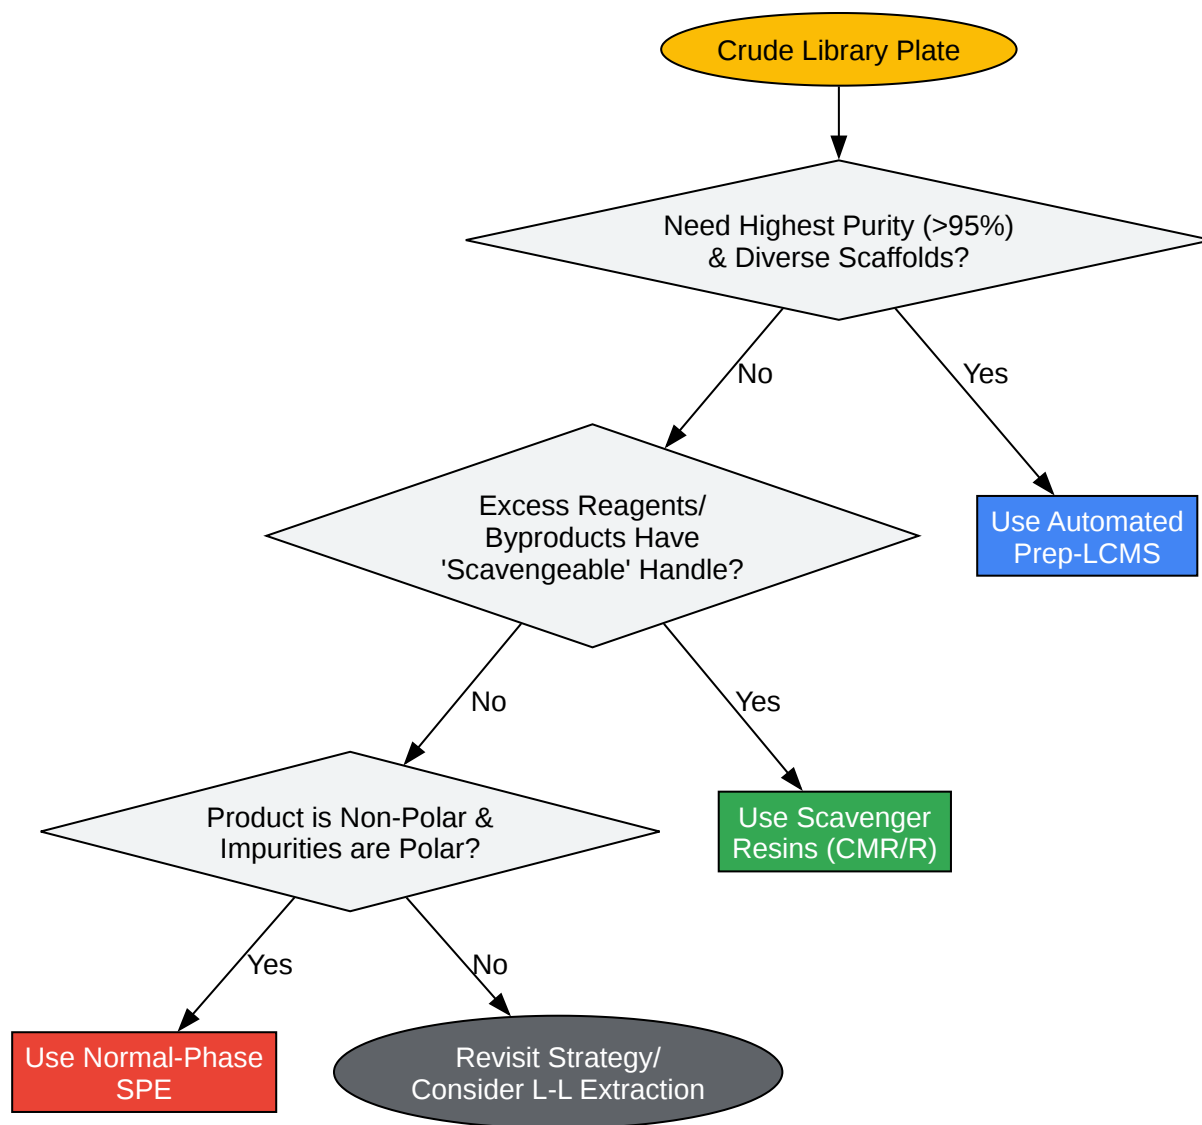 Crude Library Plate
Need Highest Purity (>95%)
& Diverse Scaffolds?
No
Yes
Excess Reagents/
Byproducts Have
'Scavengeable' Handle?
Use Automated
Prep-LCMS
No
Yes
Product is Non-Polar &
Impurities are Polar?
Use Scavenger
Resins (CMR/R)
Yes
No
Use Normal-Phase
SPE
Revisit Strategy/
Consider L-L Extraction